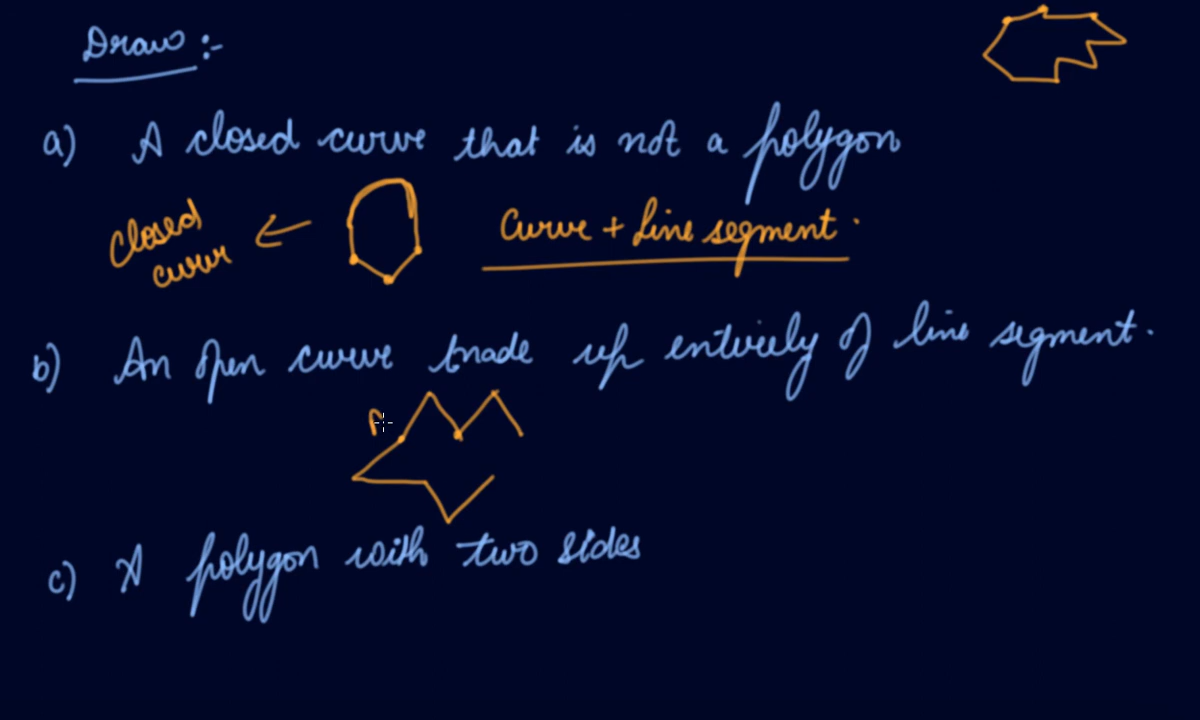 Draw :-
a) A closed curve that is not a polygon
closed curve ← Curve + line segment.
b) An open curve made up entirely of line segment.
c) A polygon with two sides